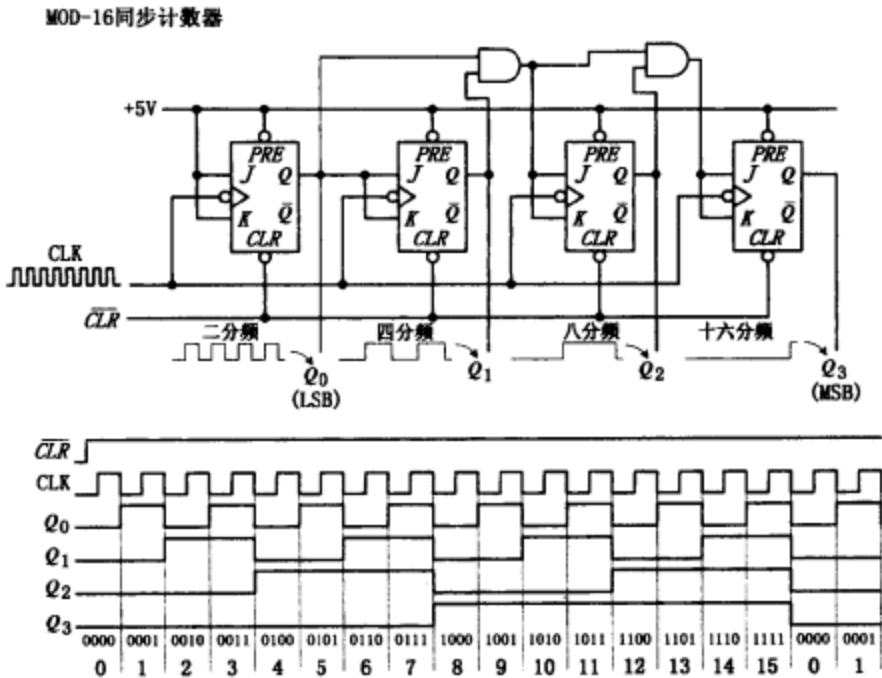 MOD-16同步计数器
+5V
PRE PRE PRE PRE
J Q J Q J Q J Q
K Q̅ K Q̅ K Q̅ K Q̅
CLR CLR CLR CLR
CLK
C̅L̅R̅
二分频 四分频 八分频 十六分频
Q₀ Q₁ Q₂ Q₃
(LSB) (MSB)
C̅L̅R̅
CLK
Q₀
Q₁
Q₂
Q₃
0000 0001 0010 0011 0100 0101 0110 0111 1000 1001 1010 1011 1100 1101 1110 1111 0000 0001
0 1 2 3 4 5 6 7 8 9 10 11 12 13 14 15 0 1